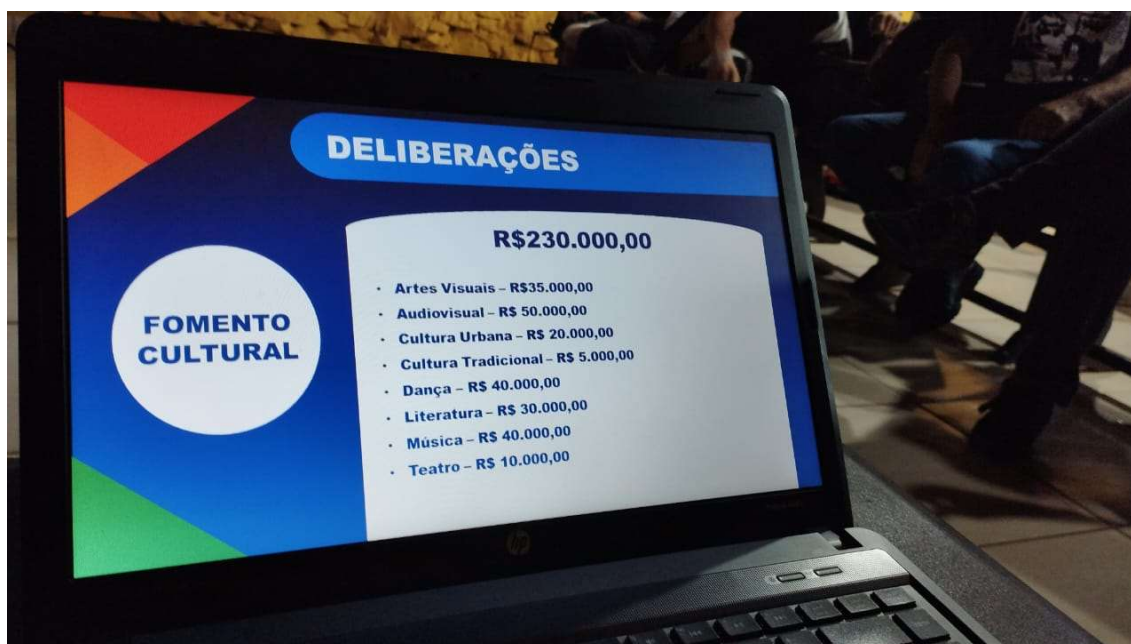 DELIBERAÇÕES
FOMENTO
CULTURAL
R$230.000,00
· Artes Visuais – R$35.000,00
· Audiovisual – R$ 50.000,00
· Cultura Urbana – R$ 20.000,00
· Cultura Tradicional – R$ 5.000,00
· Dança – R$ 40.000,00
· Literatura – R$ 30.000,00
· Música – R$ 40.000,00
· Teatro – R$ 10.000,00
hp